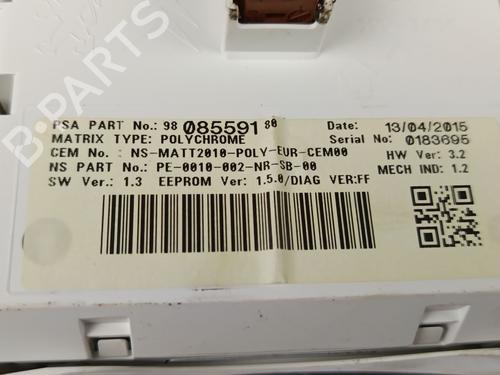 PSA PART No.: 98 085591 80 Date: 13/04/2015
MATRIX TYPE: POLYCHROME Serial No: 0183695
CEM No. : NS-MATT2010-POLY-EUR-CEM00 HW Ver: 3.2
NS PART No.: PE-0010-002-NR-SB-00 MECH IND: 1.2
SW Ver.: 1.3 EEPROM Ver: 1.5.0/DIAG VER:FF
B-PARTS